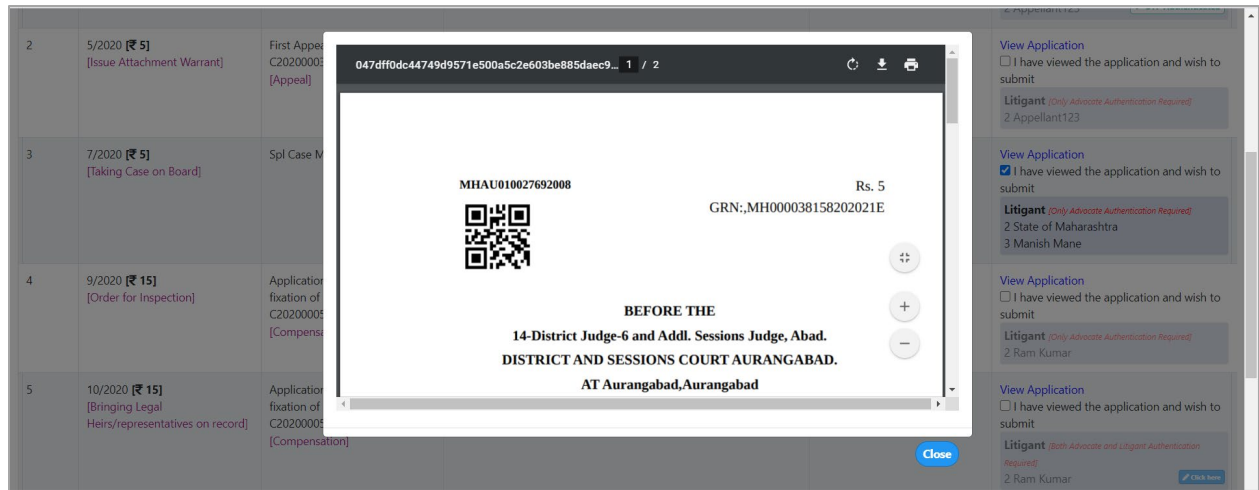 2 Appellant123
2
5/2020 [₹ 5]
[Issue Attachment Warrant]
First Appea
C20200003
[Appeal]
View Application
I have viewed the application and wish to
submit
Litigant [Only Advocate Authentication Required]
2 Appellant123
3
7/2020 [₹ 5]
[Taking Case on Board]
Spl Case M
View Application
I have viewed the application and wish to
submit
Litigant [Only Advocate Authentication Required]
2 State of Maharashtra
3 Manish Mane
4
9/2020 [₹ 15]
[Order for Inspection]
Application
fixation of
C20200005
[Compensa
View Application
I have viewed the application and wish to
submit
Litigant [Only Advocate Authentication Required]
2 Ram Kumar
5
10/2020 [₹ 15]
[Bringing Legal
Heirs/representatives on record]
Application
fixation of
C20200005
[Compensation]
View Application
I have viewed the application and wish to
submit
Litigant [Both Advocate and Litigant Authentication
Required]
2 Ram Kumar
Click here
047dff0dc44749d9571e500a5c2e603be885daec9... 1 / 2
MHAU010027692008
Rs. 5
GRN:,MH000038158202021E
BEFORE THE
14-District Judge-6 and Addl. Sessions Judge, Abad.
DISTRICT AND SESSIONS COURT AURANGABAD.
AT Aurangabad,Aurangabad
Close